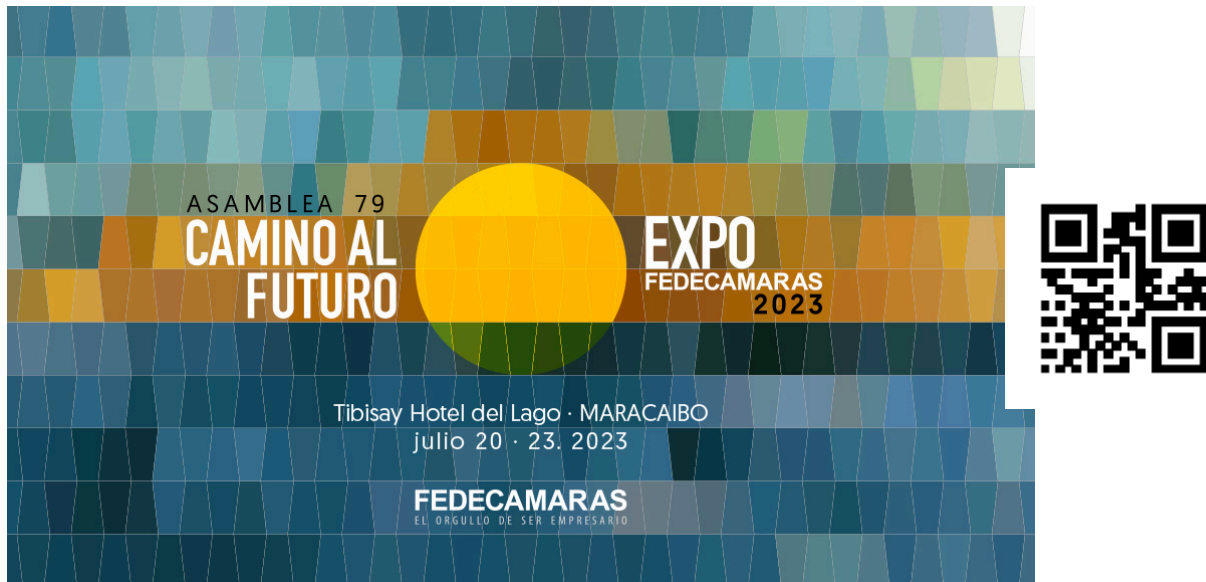 ASAMBLEA 79
CAMINO AL
FUTURO
EXPO
FEDECAMARAS
2023
Tibisay Hotel del Lago · MARACAIBO
julio 20 · 23. 2023
FEDECAMARAS
EL ORGULLO DE SER EMPRESARIO